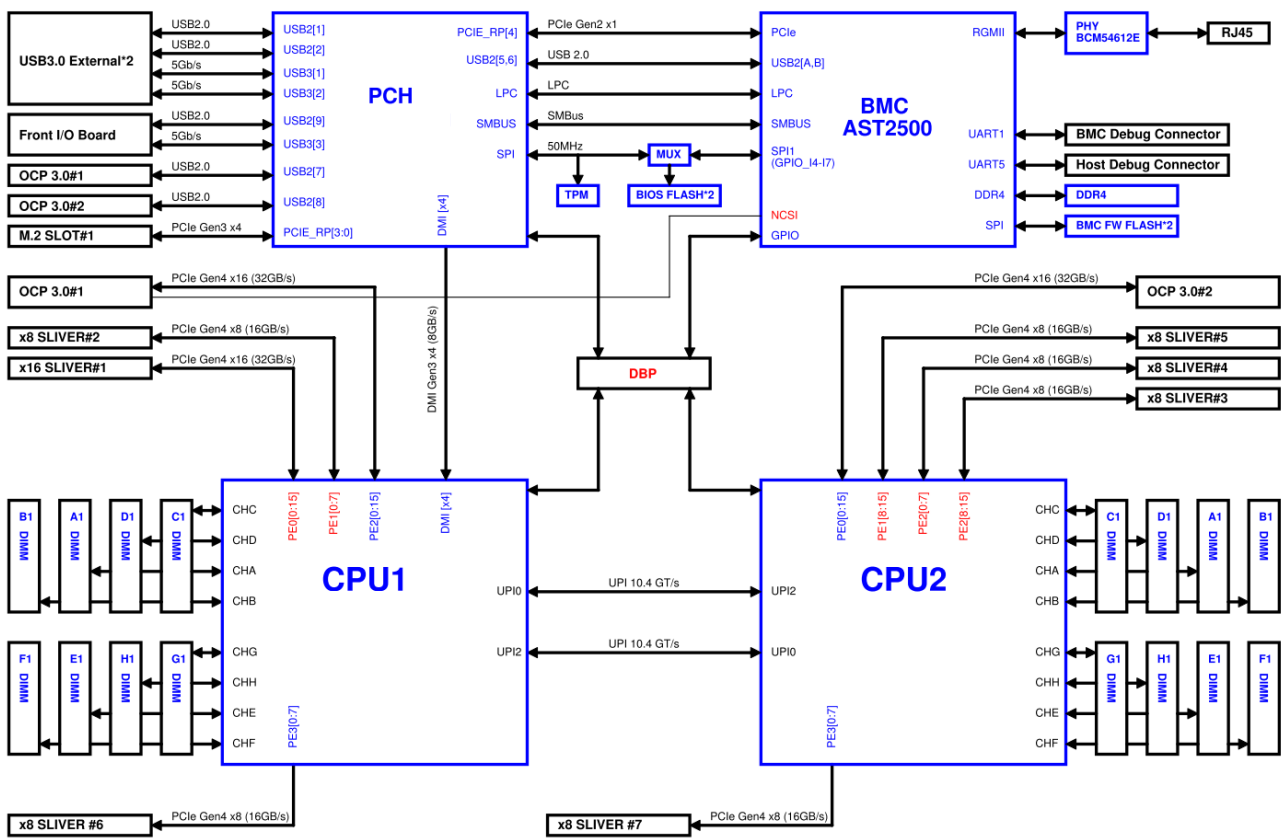 USB3.0 External*2
USB2.0
USB2[1]
USB2.0
USB2[2]
5Gb/s
USB3[1]
5Gb/s
USB3[2]
Front I/O Board
USB2.0
USB2[9]
5Gb/s
USB3[3]
OCP 3.0#1
USB2.0
USB2[7]
OCP 3.0#2
USB2.0
USB2[8]
M.2 SLOT#1
PCIe Gen3 x4
PCIE_RP[3:0]
PCH
PCIE_RP[4]
USB2[5,6]
LPC
SMBUS
SPI
DMI [x4]
PCIe Gen2 x1
USB 2.0
LPC
SMBus
50MHz
MUX
TPM
BIOS FLASH*2
PCIe
USB2[A,B]
LPC
SMBUS
SPI1
(GPIO_I4-I7)
NCSI
GPIO
BMC
AST2500
RGMII
UART1
UART5
DDR4
SPI
PHY
BCM54612E
RJ45
BMC Debug Connector
Host Debug Connector
DDR4
BMC FW FLASH*2
OCP 3.0#1
PCIe Gen4 x16 (32GB/s)
x8 SLIVER#2
PCIe Gen4 x8 (16GB/s)
x16 SLIVER#1
PCIe Gen4 x16 (32GB/s)
DMI Gen3 x4 (8GB/s)
DBP
PCIe Gen4 x16 (32GB/s)
OCP 3.0#2
PCIe Gen4 x8 (16GB/s)
x8 SLIVER#5
PCIe Gen4 x8 (16GB/s)
x8 SLIVER#4
PCIe Gen4 x8 (16GB/s)
x8 SLIVER#3
B1 DIMM
A1 DIMM
D1 DIMM
C1 DIMM
CHC
CHD
CHA
CHB
F1 DIMM
E1 DIMM
H1 DIMM
G1 DIMM
CHG
CHH
CHE
CHF
PE0[0:15]
PE1[0:7]
PE2[0:15]
DMI [x4]
CPU1
UPI0
UPI2
PE3[0:7]
UPI 10.4 GT/s
UPI 10.4 GT/s
PE0[0:15]
PE1[8:15]
PE2[0:7]
PE2[8:15]
CPU2
UPI2
UPI0
PE3[0:7]
CHC
CHD
CHA
CHB
C1 DIMM
D1 DIMM
A1 DIMM
B1 DIMM
CHG
CHH
CHE
CHF
G1 DIMM
H1 DIMM
E1 DIMM
F1 DIMM
x8 SLIVER #6
PCIe Gen4 x8 (16GB/s)
x8 SLIVER #7
PCIe Gen4 x8 (16GB/s)